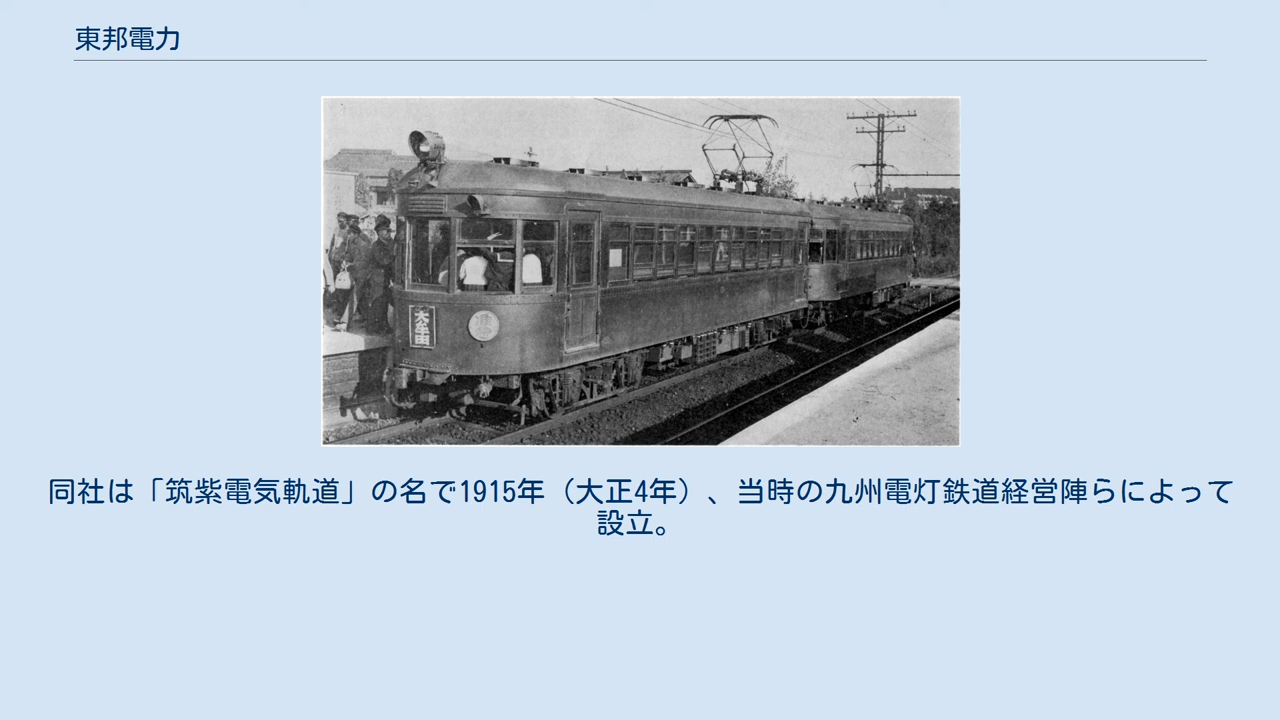 東邦電力
大牟田
同社は「筑紫電気軌道」の名で1915年（大正4年）、当時の九州電灯鉄道経営陣らによって
設立。